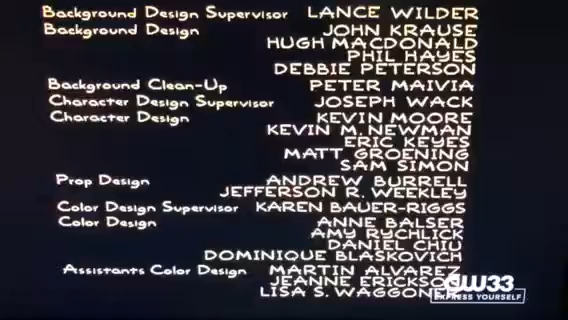 Background Design Supervisor LANCE WILDER
Background Design JOHN KRAUSE
HUGH MACDONALD
PHIL HAYES
DEBBIE PETERSON
Background Clean-Up PETER MAIVIA
Character Design Supervisor JOSEPH WACK
Character Design KEVIN MOORE
KEVIN M. NEWMAN
ERIC KEYES
MATT GROENING
SAM SIMON
Prop Design ANDREW BURRELL
JEFFERSON R. WEEKLEY
Color Design Supervisor KAREN BAUER-RIGGS
Color Design ANNE BALSER
AMY RYCHLICK
DANIEL CHIU
DOMINIQUE BLASKOVICH
Assistants Color Design MARTIN ALVAREZ
JEANNE ERICKSON
LISA S. WAGGONER
CW33
EXPRESS YOURSELF